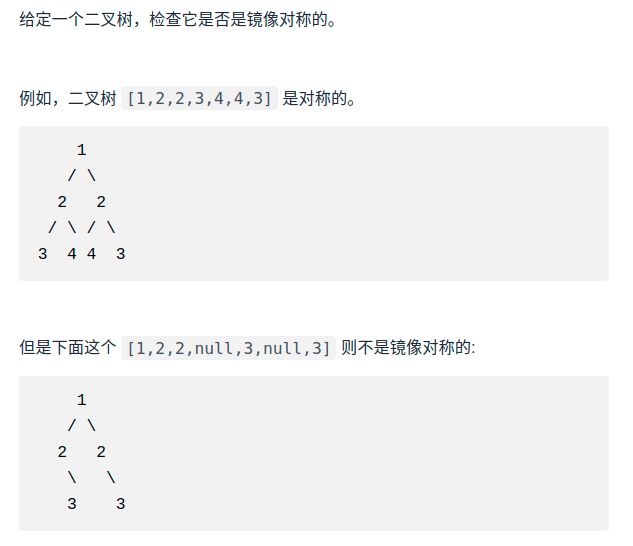 给定一个二叉树，检查它是否是镜像对称的。
例如，二叉树 [1,2,2,3,4,4,3] 是对称的。
    1
   / \
  2   2
 / \ / \
3  4 4  3
但是下面这个 [1,2,2,null,3,null,3] 则不是镜像对称的:
    1
   / \
  2   2
   \   \
   3    3